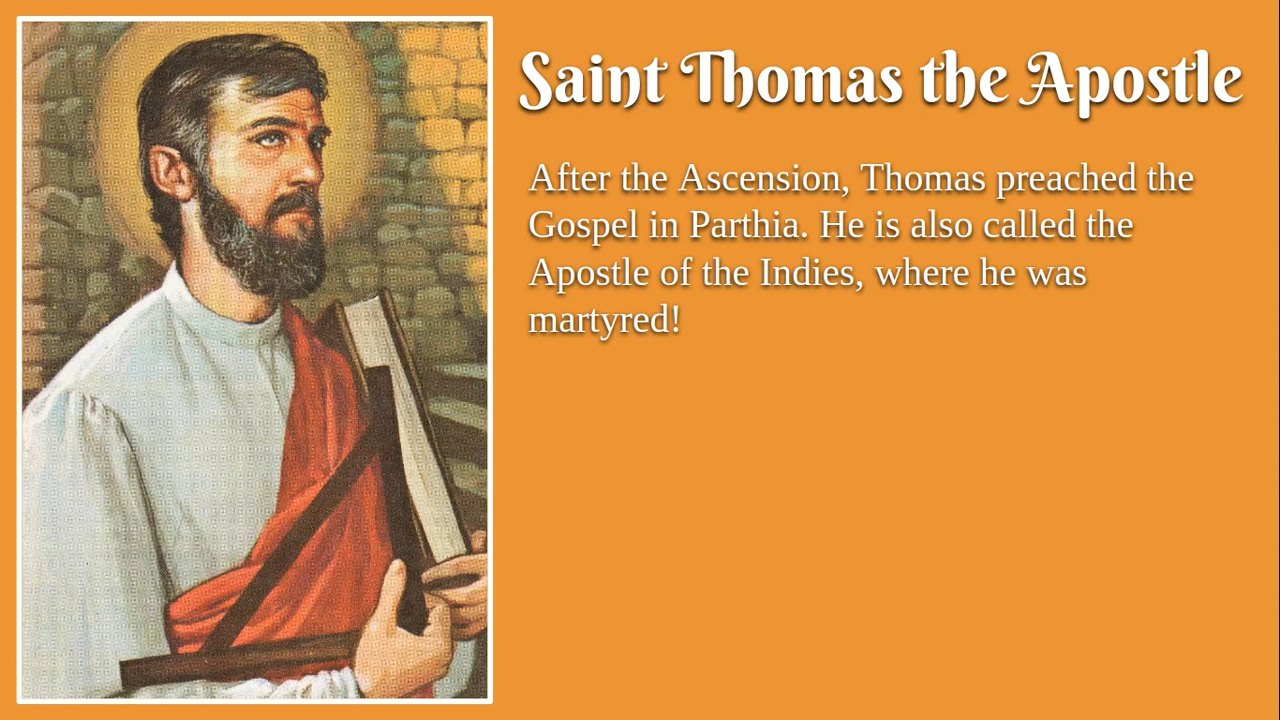 Saint Thomas the Apostle
After the Ascension, Thomas preached the
Gospel in Parthia. He is also called the
Apostle of the Indies, where he was
martyred!